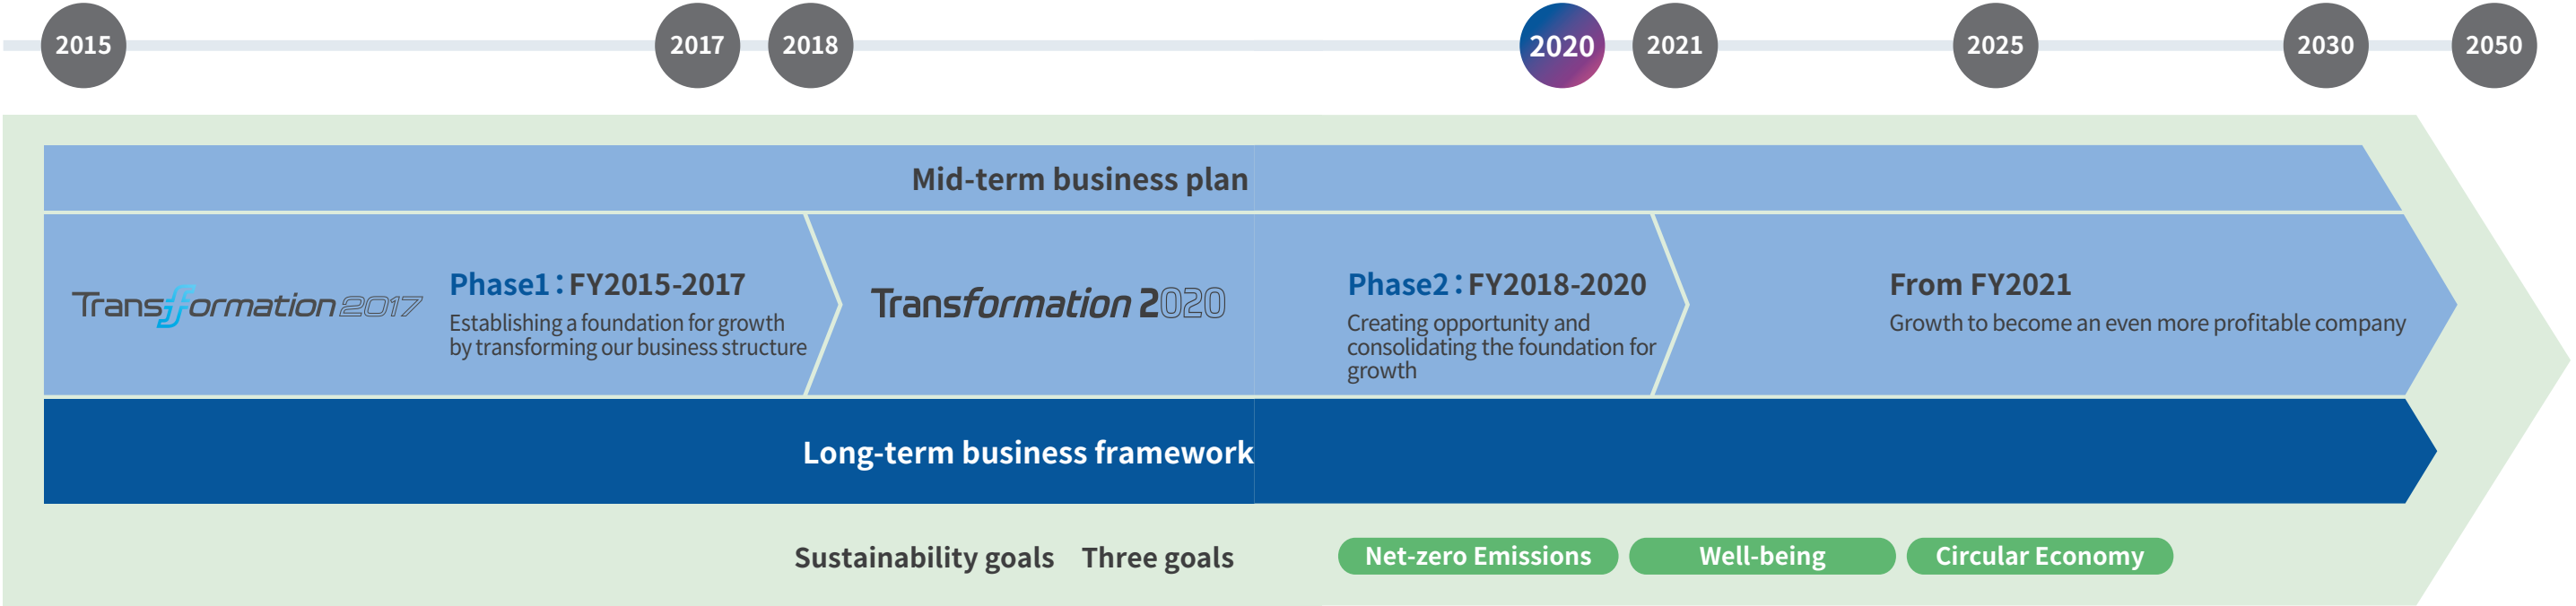 2015 2017 2018 2020 2021 2025 2030 2050
Mid-term business plan
Transformation 2017
Phase1：FY2015-2017
Establishing a foundation for growth
by transforming our business structure
Transformation 2020
Phase2：FY2018-2020
Creating opportunity and
consolidating the foundation for
growth
From FY2021
Growth to become an even more profitable company
Long-term business framework
Sustainability goals Three goals Net-zero Emissions Well-being Circular Economy